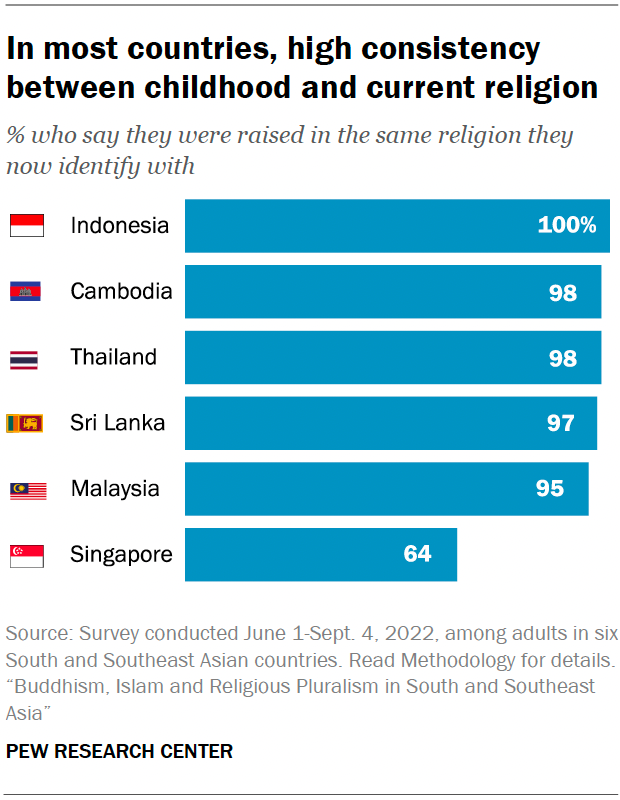 In most countries, high consistency
between childhood and current religion
% who say they were raised in the same religion they
now identify with
Indonesia 100%
Cambodia 98
Thailand 98
Sri Lanka 97
Malaysia 95
Singapore 64
Source: Survey conducted June 1-Sept. 4, 2022, among adults in six
South and Southeast Asian countries. Read Methodology for details.
“Buddhism, Islam and Religious Pluralism in South and Southeast
Asia”
PEW RESEARCH CENTER